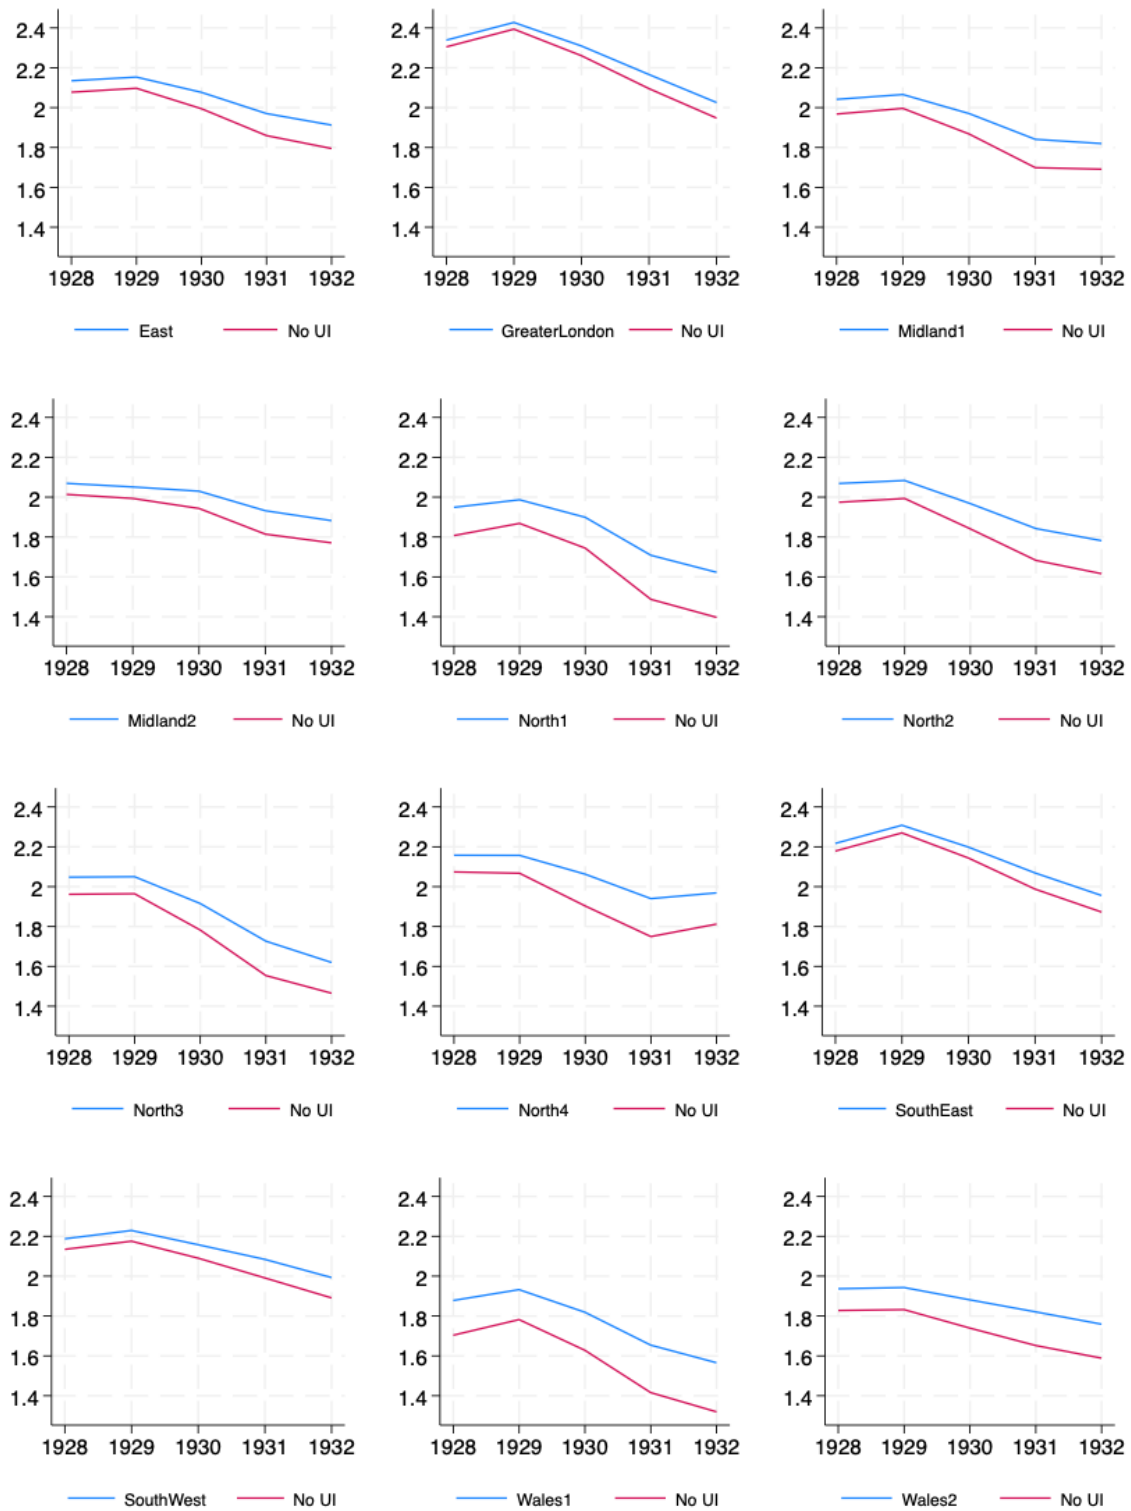 2.4 2.4 2.4
2.2 2.2 2.2
2 2 2
1.8 1.8 1.8
1.6 1.6 1.6
1.4 1.4 1.4
1928 1929 1930 1931 1932 1928 1929 1930 1931 1932 1928 1929 1930 1931 1932
East No UI GreaterLondon No UI Midland1 No UI
2.4 2.4 2.4
2.2 2.2 2.2
2 2 2
1.8 1.8 1.8
1.6 1.6 1.6
1.4 1.4 1.4
1928 1929 1930 1931 1932 1928 1929 1930 1931 1932 1928 1929 1930 1931 1932
Midland2 No UI North1 No UI North2 No UI
2.4 2.4 2.4
2.2 2.2 2.2
2 2 2
1.8 1.8 1.8
1.6 1.6 1.6
1.4 1.4 1.4
1928 1929 1930 1931 1932 1928 1929 1930 1931 1932 1928 1929 1930 1931 1932
North3 No UI North4 No UI SouthEast No UI
2.4 2.4 2.4
2.2 2.2 2.2
2 2 2
1.8 1.8 1.8
1.6 1.6 1.6
1.4 1.4 1.4
1928 1929 1930 1931 1932 1928 1929 1930 1931 1932 1928 1929 1930 1931 1932
SouthWest No UI Wales1 No UI Wales2 No UI